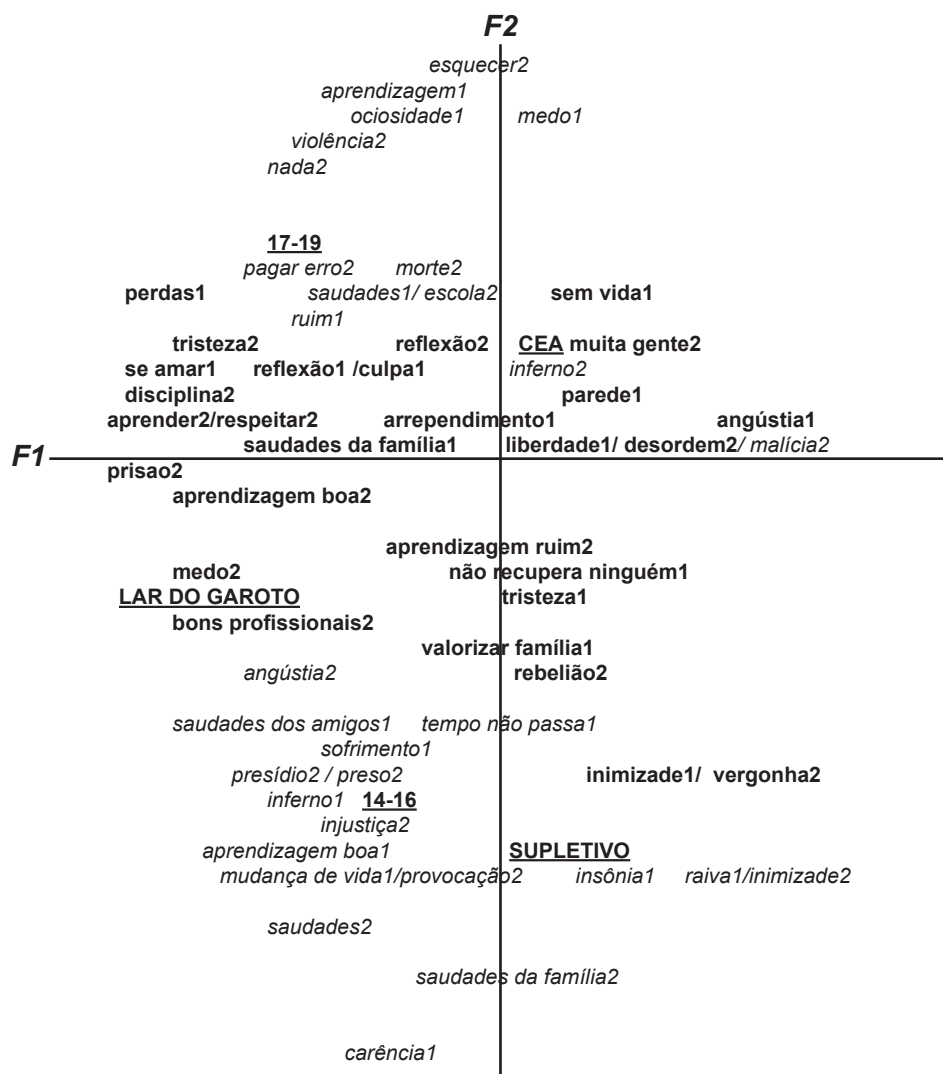 F2
esquecer2
aprendizagem1
ociosidade1 medo1
violência2
nada2
17-19
pagar erro2 morte2
perdas1 saudades1/ escola2 sem vida1
ruim1
tristeza2 reflexão2 CEA muita gente2
se amar1 reflexão1 /culpa1 inferno2
disciplina2 parede1
aprender2/respeitar2 arrependimento1 angústia1
saudades da família1 liberdade1/ desordem2/ malícia2
F1
prisao2
aprendizagem boa2
aprendizagem ruim2
medo2 não recupera ninguém1
LAR DO GAROTO tristeza1
bons profissionais2
valorizar família1
angústia2 rebelião2
saudades dos amigos1 tempo não passa1
sofrimento1
presídio2 / preso2 inimizade1/ vergonha2
inferno1 14-16
injustiça2
aprendizagem boa1 SUPLETIVO
mudança de vida1/provocação2 insônia1 raiva1/inimizade2
saudades2
saudades da família2
carência1